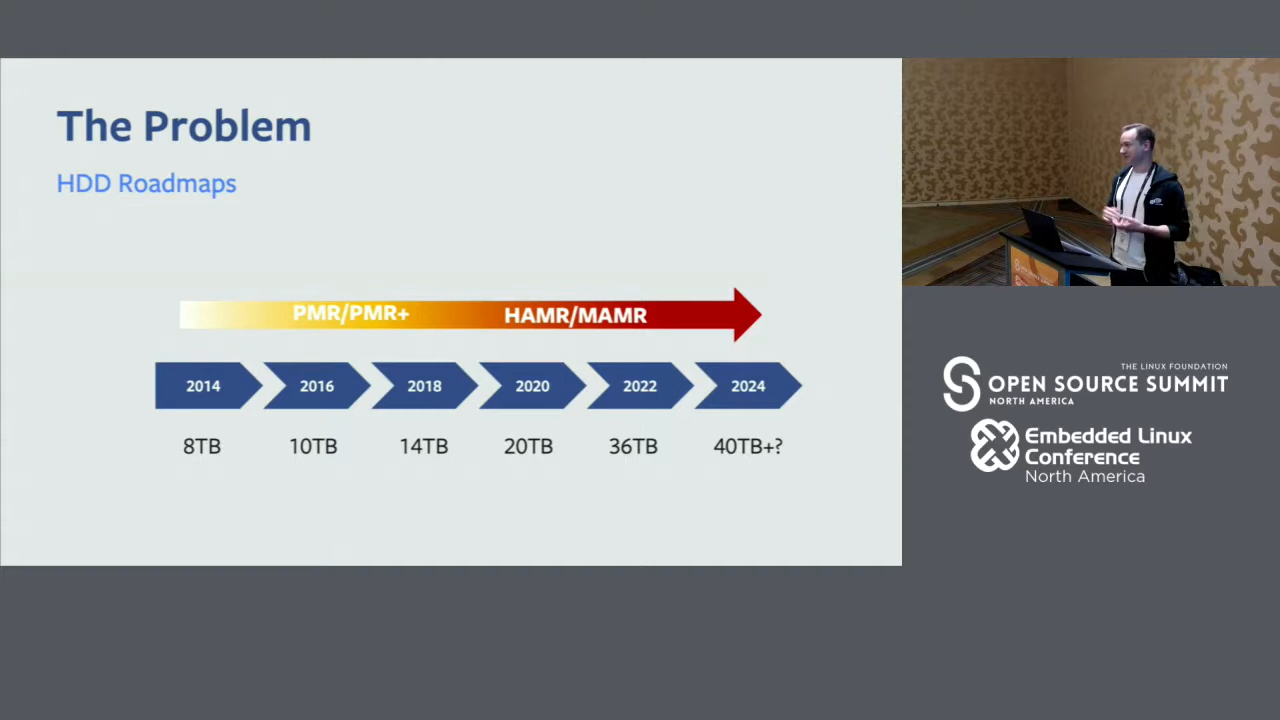 The Problem
HDD Roadmaps
PMR/PMR+
HAMR/MAMR
2014
2016
2018
2020
2022
2024
8TB
10TB
14TB
20TB
36TB
40TB+?
THE LINUX FOUNDATION
OPEN SOURCE SUMMIT
NORTH AMERICA
Embedded Linux
Conference
North America